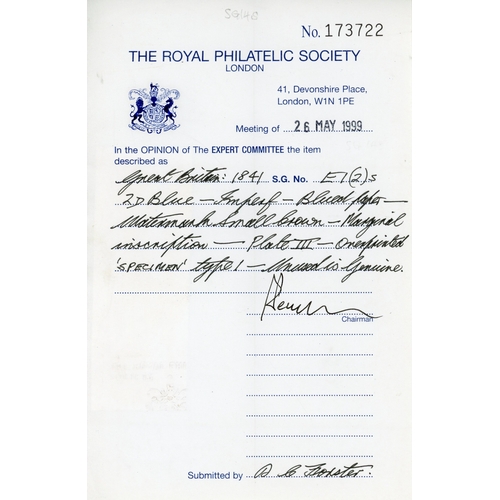 No. 173722
THE ROYAL PHILATELIC SOCIETY
LONDON
41, Devonshire Place,
London, W1N 1PE
Meeting of 26 MAY 1999
In the OPINION of The EXPERT COMMITTEE the item
described as
Great Britain: 1841 S.G. No. E1(2)s
2D Blue – Imperf – Blued paper –
Watermark Small Crown – Marginal
inscription – Plate III – Overprinted
'SPECIMEN' type 1 – Unused is Genuine.
Chairman
Submitted by A C Forster.